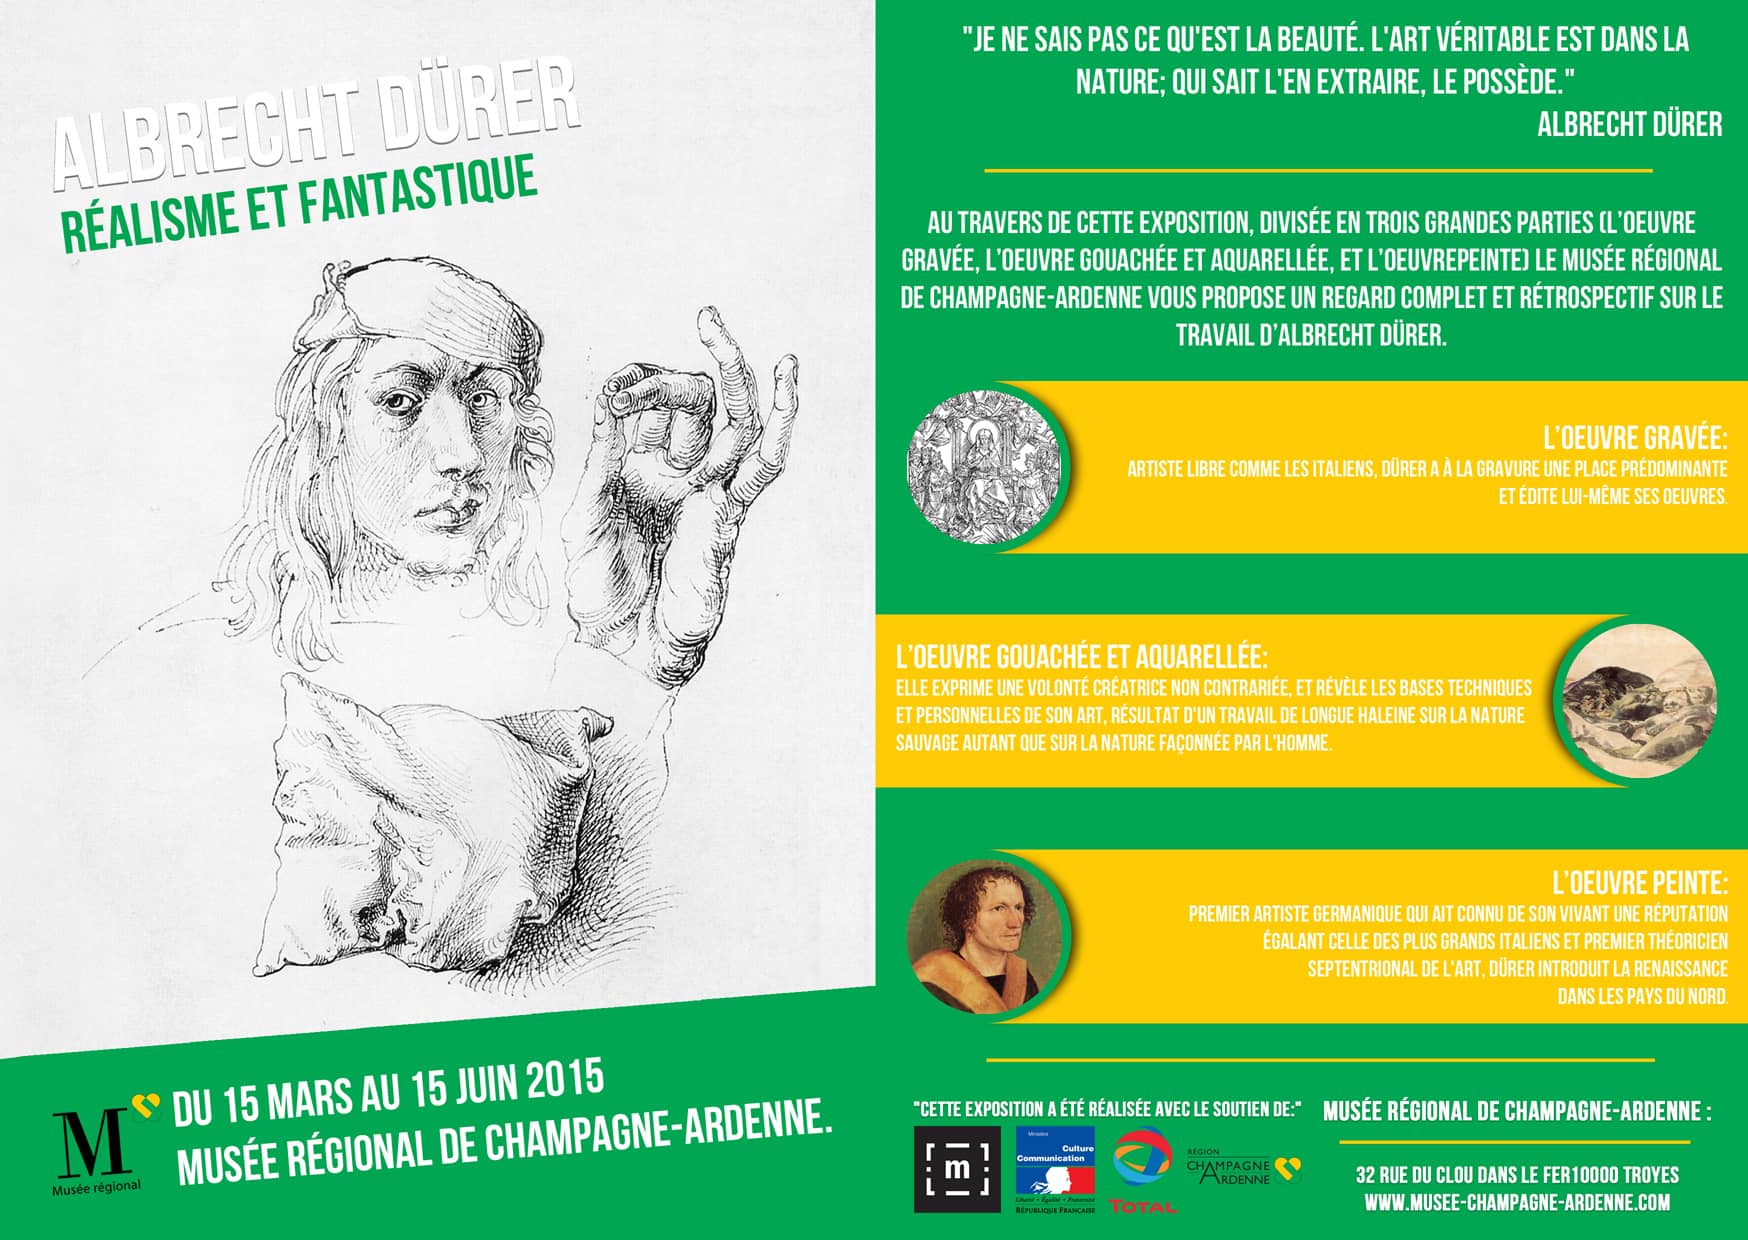 ALBRECHT DÜRER
RÉALISME ET FANTASTIQUE
DU 15 MARS AU 15 JUIN 2015
MUSÉE RÉGIONAL DE CHAMPAGNE-ARDENNE.
M
Musée régional
"JE NE SAIS PAS CE QU'EST LA BEAUTÉ. L'ART VÉRITABLE EST DANS LA
NATURE; QUI SAIT L'EN EXTRAIRE, LE POSSÈDE."
ALBRECHT DÜRER
AU TRAVERS DE CETTE EXPOSITION, DIVISÉE EN TROIS GRANDES PARTIES (L'OEUVRE
GRAVÉE, L'OEUVRE GOUACHÉE ET AQUARELLÉE, ET L'OEUVREPEINTE) LE MUSÉE RÉGIONAL
DE CHAMPAGNE-ARDENNE VOUS PROPOSE UN REGARD COMPLET ET RÉTROSPECTIF SUR LE
TRAVAIL D'ALBRECHT DÜRER.
L'OEUVRE GRAVÉE:
ARTISTE LIBRE COMME LES ITALIENS, DÜRER A À LA GRAVURE UNE PLACE PRÉDOMINANTE
ET ÉDITE LUI-MÊME SES OEUVRES.
L'OEUVRE GOUACHÉE ET AQUARELLÉE:
ELLE EXPRIME UNE VOLONTÉ CRÉATRICE NON CONTRARIÉE, ET RÉVÈLE LES BASES TECHNIQUES
ET PERSONNELLES DE SON ART, RÉSULTAT D'UN TRAVAIL DE LONGUE HALEINE SUR LA NATURE
SAUVAGE AUTANT QUE SUR LA NATURE FAÇONNÉE PAR L'HOMME.
L'OEUVRE PEINTE:
PREMIER ARTISTE GERMANIQUE QUI AIT CONNU DE SON VIVANT UNE RÉPUTATION
ÉGALANT CELLE DES PLUS GRANDS ITALIENS ET PREMIER THÉORICIEN
SEPTENTRIONAL DE L'ART, DÜRER INTRODUIT LA RENAISSANCE
DANS LES PAYS DU NORD.
"CETTE EXPOSITION A ÉTÉ RÉALISÉE AVEC LE SOUTIEN DE:"
m
Ministère
Culture
Communication
Liberté • Égalité • Fraternité
RÉPUBLIQUE FRANÇAISE
TOTAL
RÉGION
CHAMPAGNE
ARDENNE
MUSÉE RÉGIONAL DE CHAMPAGNE-ARDENNE :
32 RUE DU CLOU DANS LE FER10000 TROYES
WWW.MUSEE-CHAMPAGNE-ARDENNE.COM